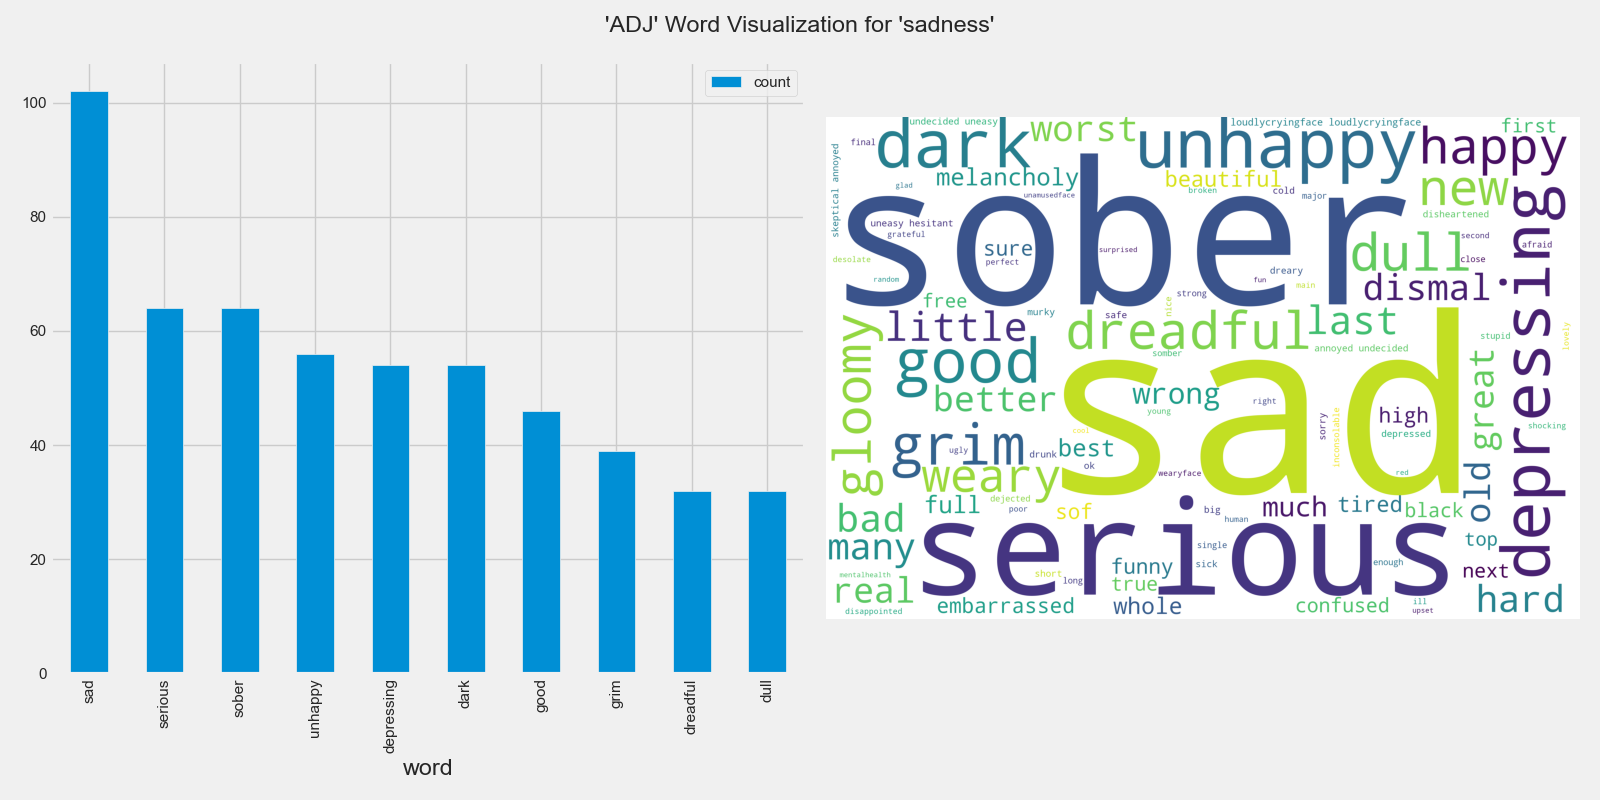 'ADJ' Word Visualization for 'sadness'
count
100
80
60
40
20
0
sad
serious
sober
unhappy
depressing
dark
good
grim
dreadful
dull
word
undecided uneasy
loudlycryingface loudlycryingface
first
final
dark
worst
unhappy
happy
skeptical annoyed
glad
melancholy
beautiful
unamusedface
broken
cold
major
new
disheartened
sober
uneasy hesitant
grateful
sure
perfect
surprised
dull
second
close
afraid
desolate
random
dreary
fun
main
dismal
depressing
free
murky
safe
nice
strong
little
dreadful
last
lovely
stupid
gloomy
good
somber
annoyed undecided
great
better
wrong
young
right
sad
high
depressed
shocking
sorry
inconsolable
grim
ugly
drunk
cool
best
ok
weary
wearyface
red
old
dejected
poor
full
sof
big
human
much
tired
black
bad
many
serious
single
sick
enough
top
next
mentalhealth
real
disappointed
short
long
funny
true
embarrassed
whole
confused
ill
upset
hard